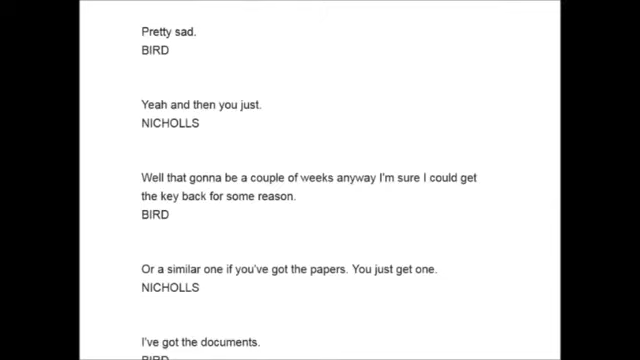 Pretty sad.
BIRD
Yeah and then you just.
NICHOLLS
Well that gonna be a couple of weeks anyway I'm sure I could get
the key back for some reason.
BIRD
Or a similar one if you've got the papers. You just get one.
NICHOLLS
I've got the documents.
BIRD